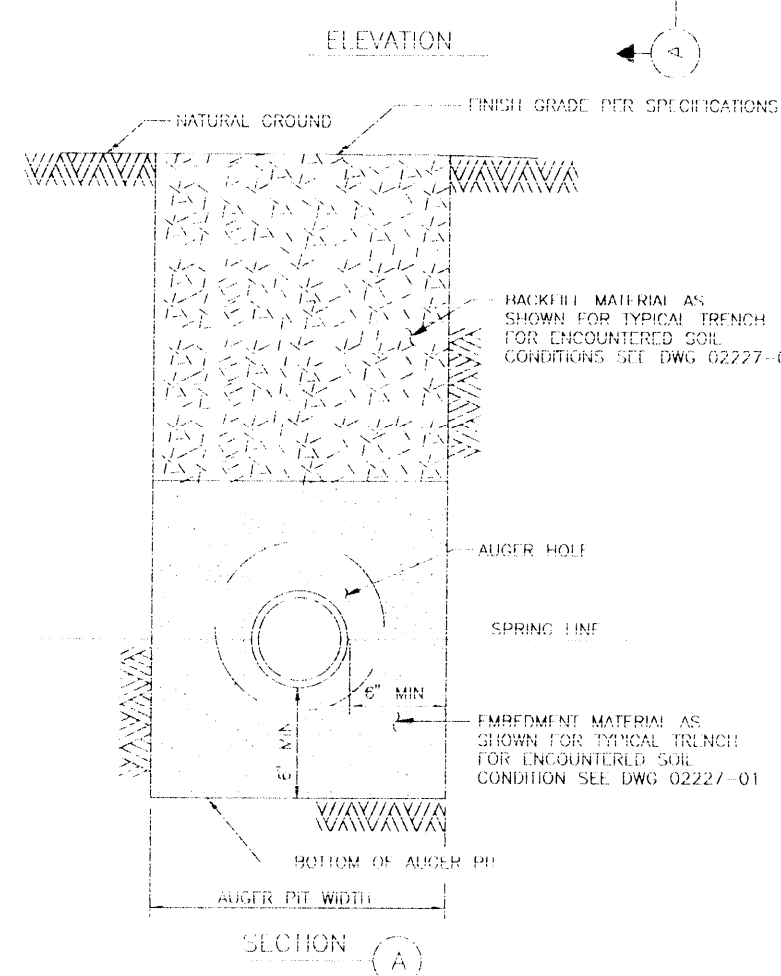 ELEVATION
A
NATURAL GROUND
FINISH GRADE PER SPECIFICATIONS
BACKFILL MATERIAL AS
SHOWN FOR TYPICAL TRENCH
FOR ENCOUNTERED SOIL
CONDITIONS SEE DWG 02227-0
AUGER HOLE
SPRING LINE
6" MIN
6" MIN
EMBEDMENT MATERIAL AS
SHOWN FOR TYPICAL TRENCH
FOR ENCOUNTERED SOIL
CONDITION SEE DWG 02227-01
BOTTOM OF AUGER PIT
AUGER PIT WIDTH
SECTION A